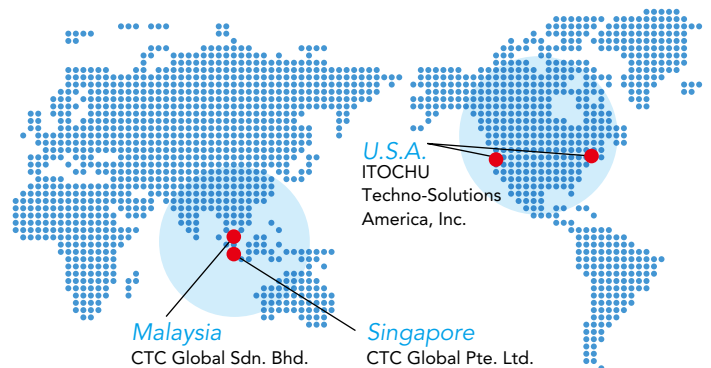 U.S.A.
ITOCHU
Techno-Solutions
America, Inc.
Malaysia
CTC Global Sdn. Bhd.
Singapore
CTC Global Pte. Ltd.